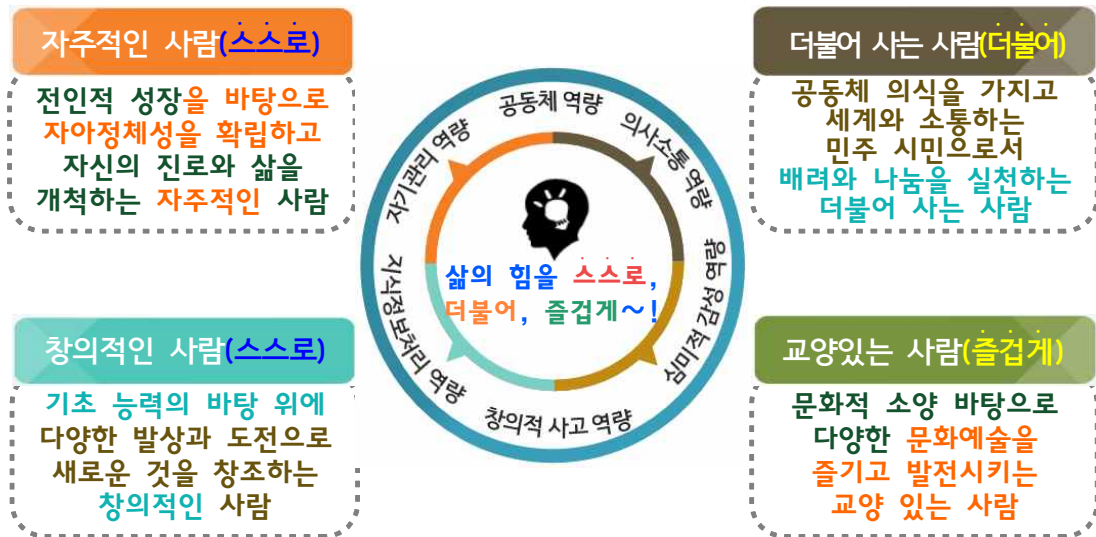 자주적인 사람(스스로)
전인적 성장을 바탕으로
자아정체성을 확립하고
자신의 진로와 삶을
개척하는 자주적인 사람
더불어 사는 사람(더불어)
공동체 의식을 가지고
세계와 소통하는
민주 시민으로서
배려와 나눔을 실천하는
더불어 사는 사람
공동체 역량
의사소통 역량
심미적 감성 역량
창의적 사고 역량
지식정보처리 역량
자기관리 역량
삶의 힘을 스스로,
더불어, 즐겁게~!
창의적인 사람(스스로)
기초 능력의 바탕 위에
다양한 발상과 도전으로
새로운 것을 창조하는
창의적인 사람
교양있는 사람(즐겁게)
문화적 소양 바탕으로
다양한 문화예술을
즐기고 발전시키는
교양 있는 사람